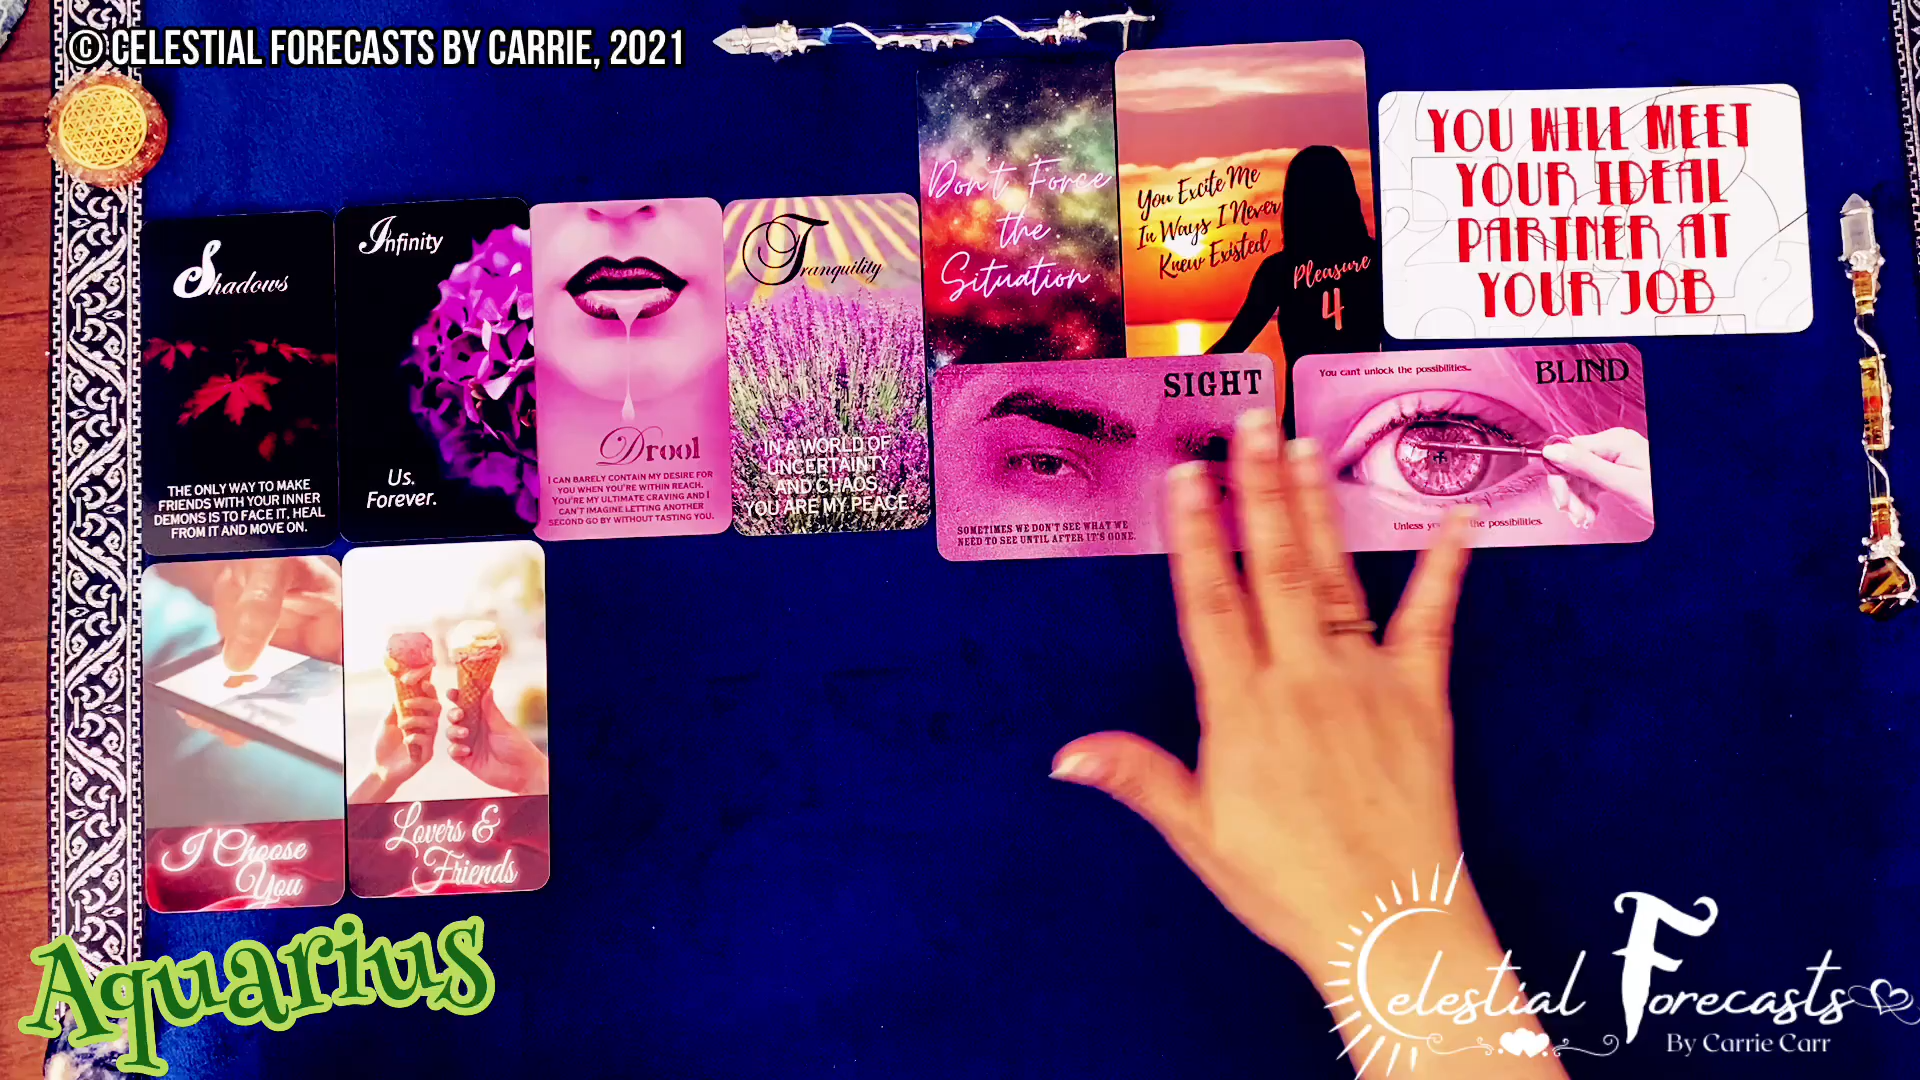 © CELESTIAL FORECASTS BY CARRIE, 2021
Shadows
THE ONLY WAY TO MAKE
FRIENDS WITH YOUR INNER
DEMONS IS TO FACE IT, HEAL
FROM IT AND MOVE ON.
Infinity
Us.
Forever.
Drool
I CAN BARELY CONTAIN MY DESIRE FOR
YOU WHEN YOU'RE WITHIN REACH.
YOU'RE MY ULTIMATE CRAVING AND I
CAN'T IMAGINE LETTING ANOTHER
SECOND GO BY WITHOUT TASTING YOU.
Tranquility
IN A WORLD OF
UNCERTAINTY
AND CHAOS,
YOU ARE MY PEACE.
Don't Force
the
Situation
You Excite Me
In Ways I Never
Knew Existed
Pleasure
4
YOU WILL MEET
YOUR IDEAL
PARTNER AT
YOUR JOB
SIGHT
SOMETIMES WE DON'T SEE WHAT WE
NEED TO SEE UNTIL AFTER IT'S GONE.
You can't unlock the possibilities...
BLIND
Unless the possibilities.
I Choose
You
Lovers &
Friends
Aquarius
Celestial Forecasts
By Carrie Carr